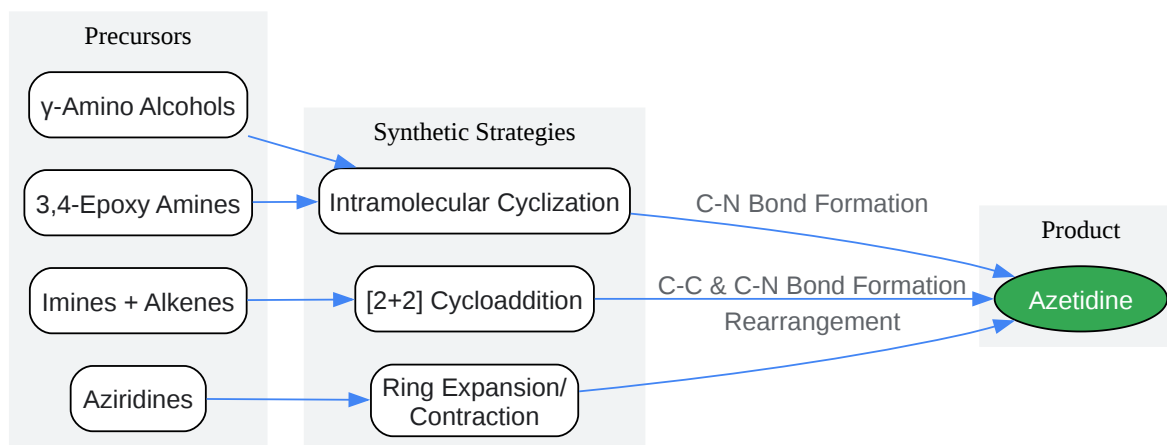 Precursors
γ-Amino Alcohols
3,4-Epoxy Amines
Imines + Alkenes
Aziridines
Synthetic Strategies
Intramolecular Cyclization
[2+2] Cycloaddition
Ring Expansion/
Contraction
C-N Bond Formation
C-C & C-N Bond Formation
Rearrangement
Product
Azetidine